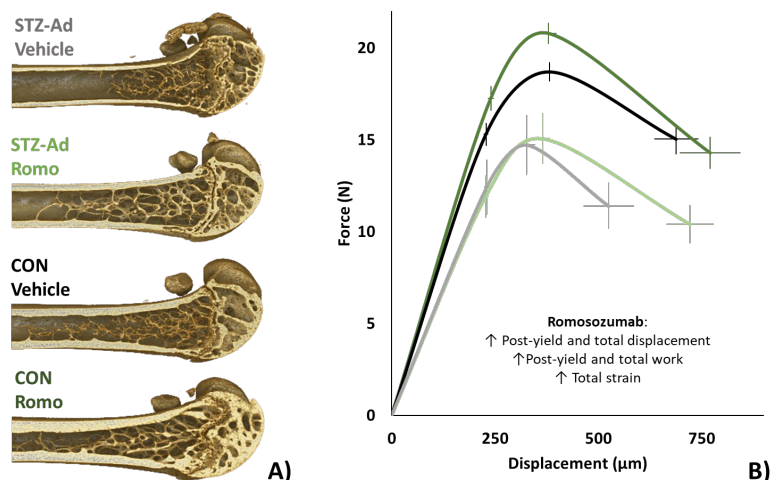 STZ-Ad
Vehicle
STZ-Ad
Romo
CON
Vehicle
CON
Romo
A)
Force (N)
20
15
10
5
0
Romosozumab:
↑ Post-yield and total displacement
↑Post-yield and total work
↑ Total strain
0
250
500
750
Displacement (μm)
B)